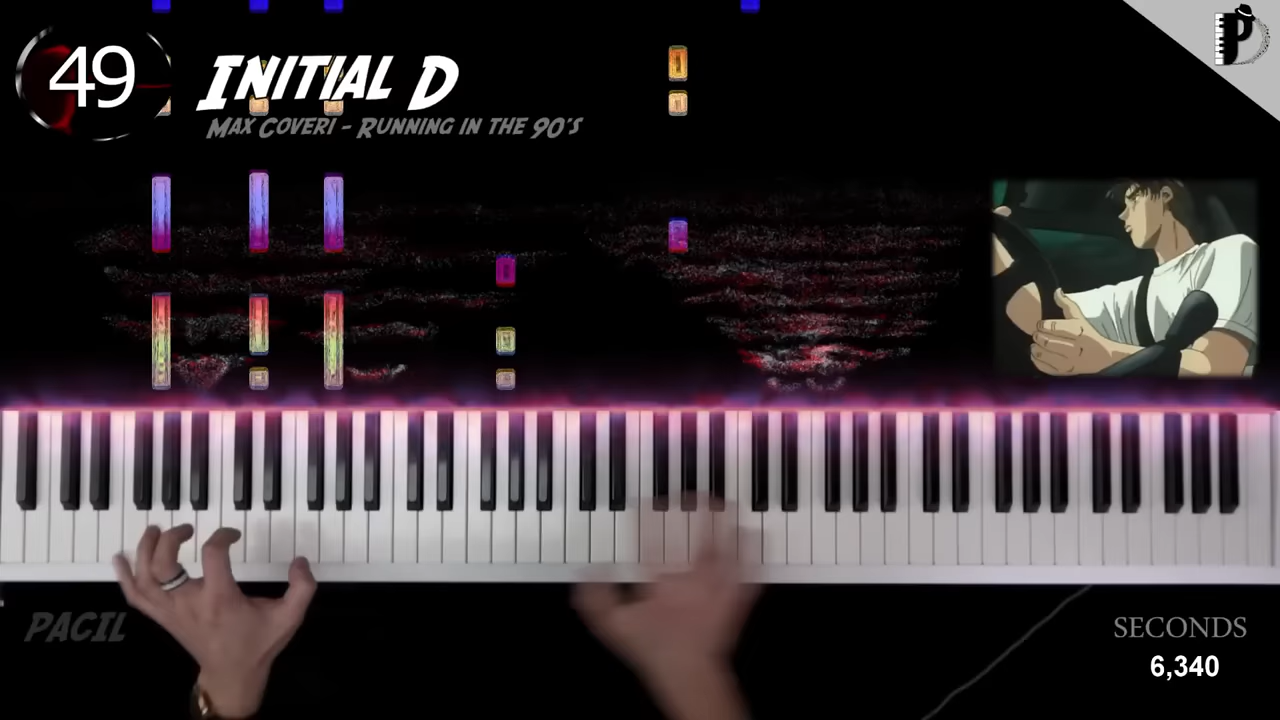 49
INITIAL D
MAX COVERI - RUNNING IN THE 90'S
P
PACIL
SECONDS
6,340